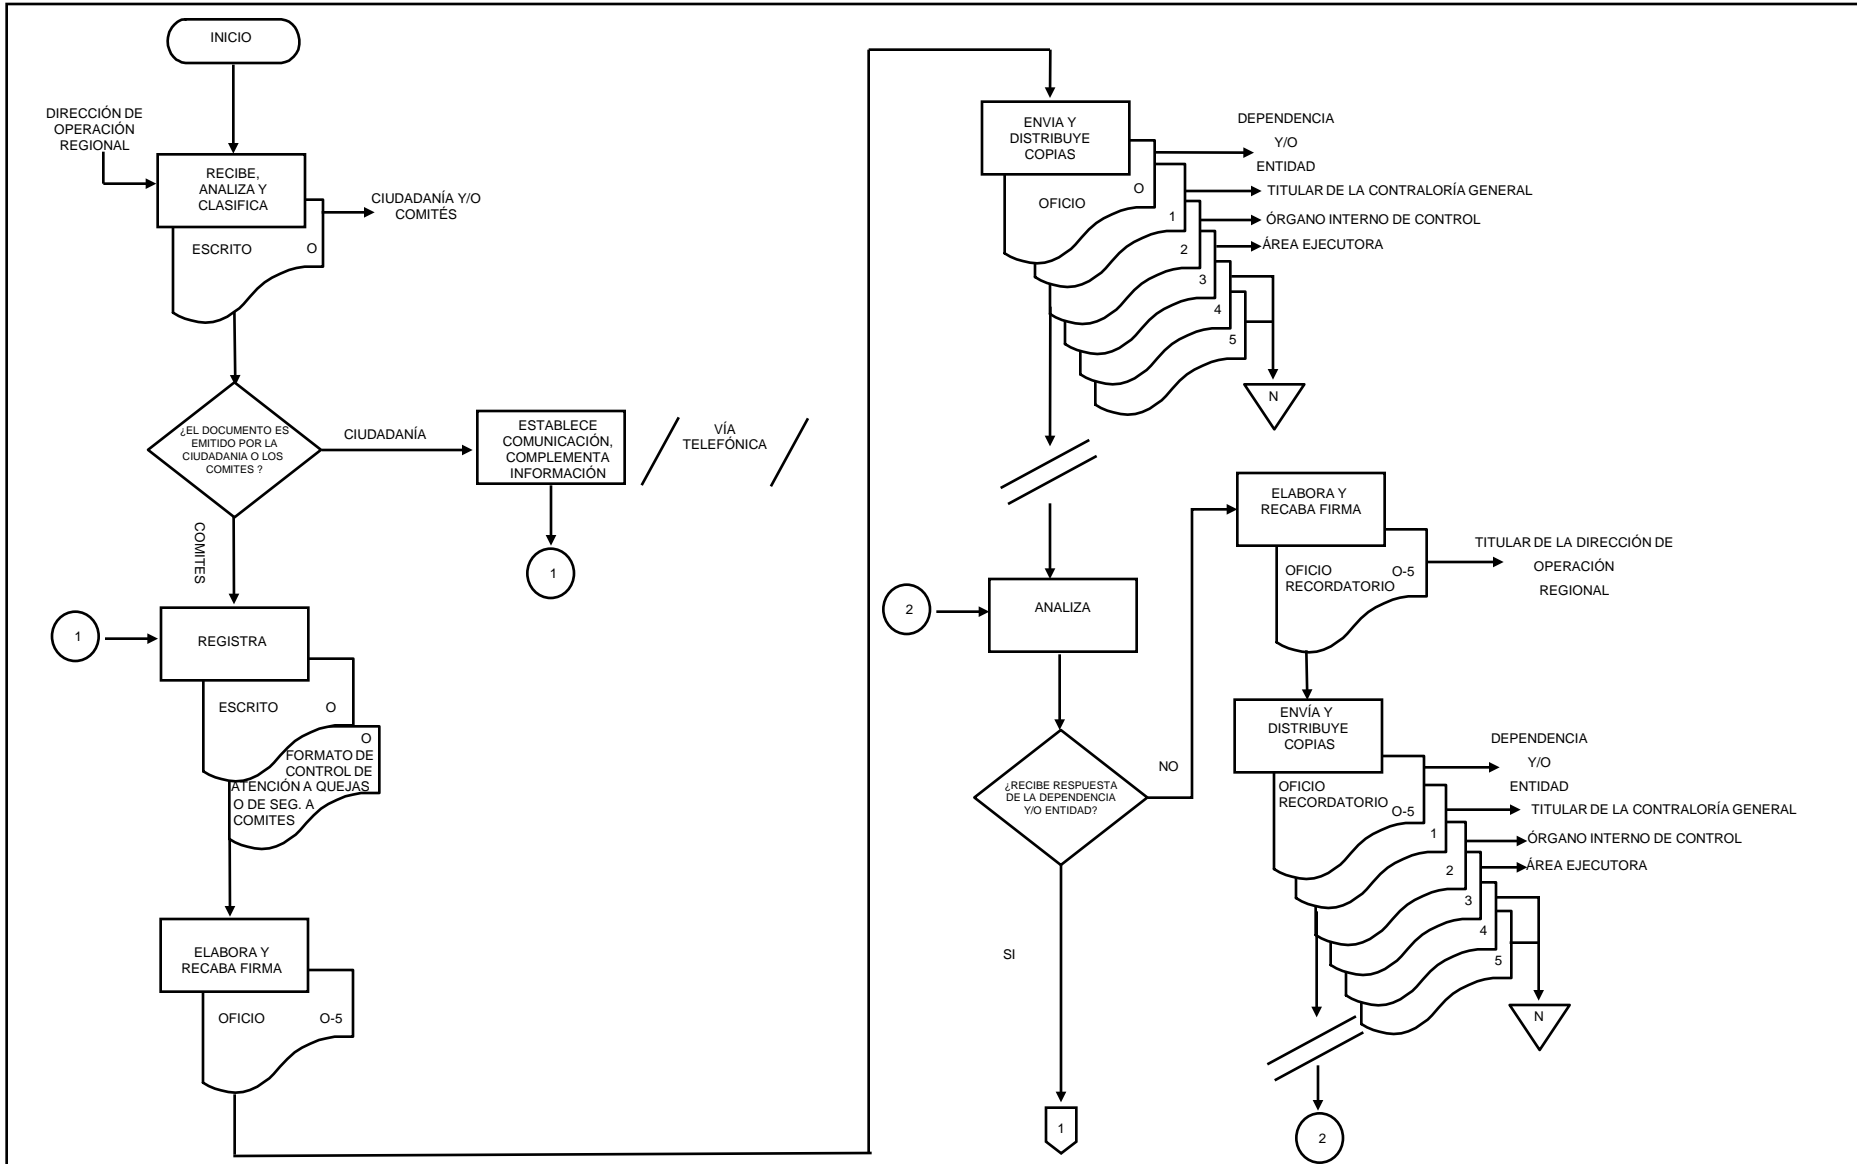 INICIO
DIRECCIÓN DE
OPERACIÓN
REGIONAL
RECIBE,
ANALIZA Y
CLASIFICA
CIUDADANÍA Y/O
COMITÉS
ESCRITO O
¿EL DOCUMENTO ES
EMITIDO POR LA
CIUDADANIA O LOS
COMITES ?
CIUDADANÍA
ESTABLECE
COMUNICACIÓN,
COMPLEMENTA
INFORMACIÓN
VÍA
TELEFÓNICA
1
COMITES
1
REGISTRA
ESCRITO O
O
FORMATO DE
CONTROL DE
ATENCIÓN A QUEJAS
O DE SEG. A
COMITES
ELABORA Y
RECABA FIRMA
OFICIO O-5
ENVIA Y
DISTRIBUYE
COPIAS
OFICIO O
1
2
3
4
5
DEPENDENCIA
Y/O
ENTIDAD
TITULAR DE LA CONTRALORÍA GENERAL
ÓRGANO INTERNO DE CONTROL
ÁREA EJECUTORA
N
2
ANALIZA
¿RECIBE RESPUESTA
DE LA DEPENDENCIA
Y/O ENTIDAD?
NO
SI
1
ELABORA Y
RECABA FIRMA
OFICIO
RECORDATORIO O-5
TITULAR DE LA DIRECCIÓN DE
OPERACIÓN
REGIONAL
ENVÍA Y
DISTRIBUYE
COPIAS
OFICIO
RECORDATORIO
O-5
1
2
3
4
5
DEPENDENCIA
Y/O
ENTIDAD
TITULAR DE LA CONTRALORÍA GENERAL
ÓRGANO INTERNO DE CONTROL
ÁREA EJECUTORA
N
2